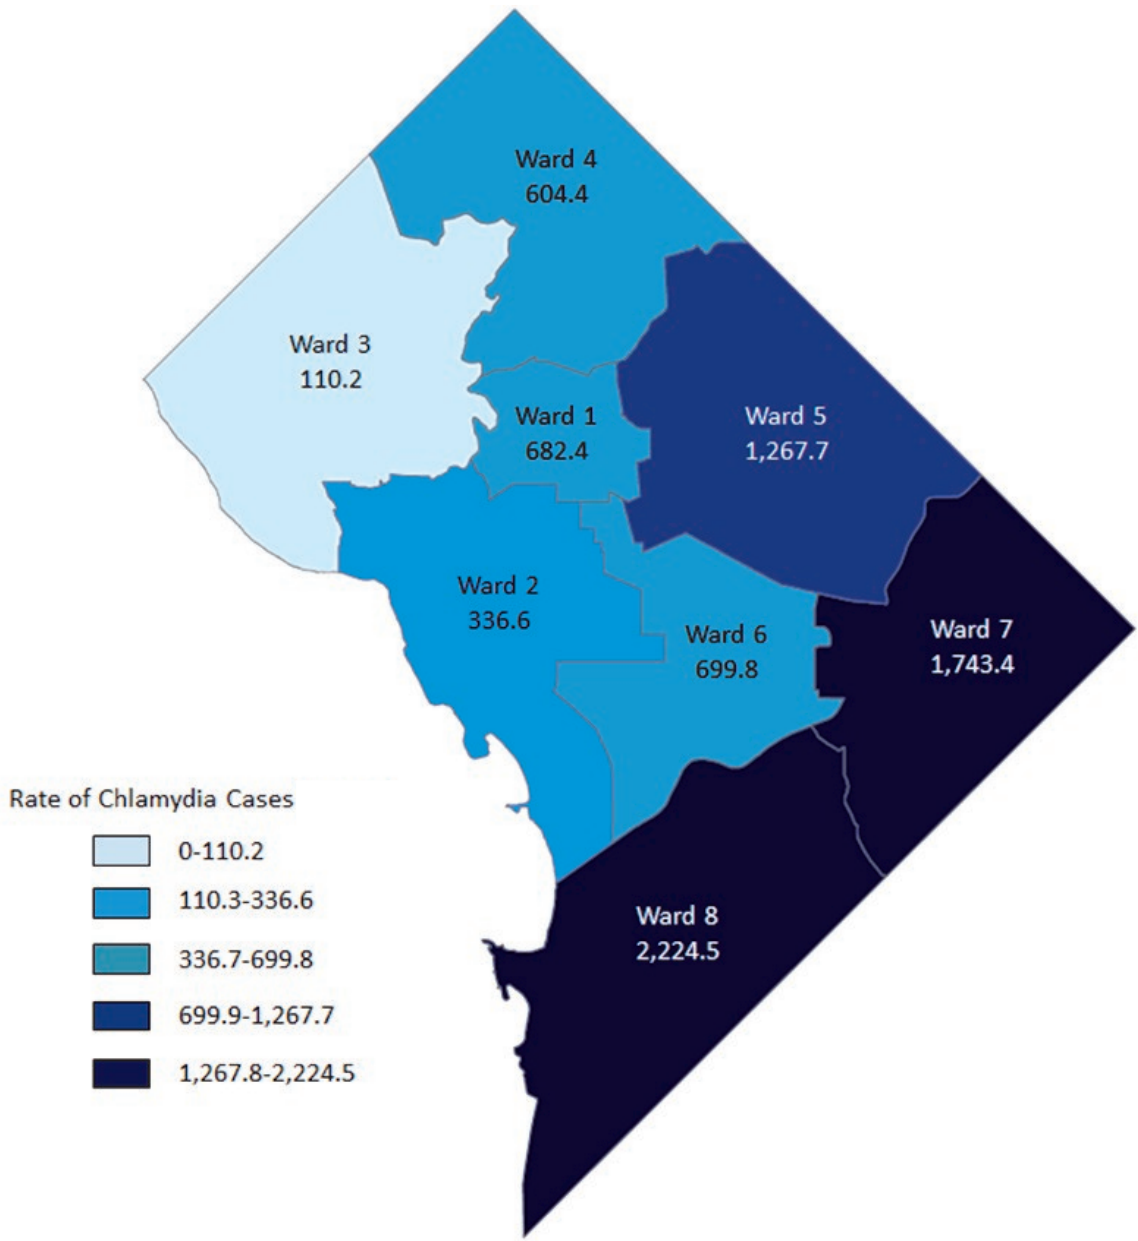 Ward 4
604.4
Ward 3
110.2
Ward 1
682.4
Ward 5
1,267.7
Ward 2
336.6
Ward 6
699.8
Ward 7
1,743.4
Ward 8
2,224.5
Rate of Chlamydia Cases
0-110.2
110.3-336.6
336.7-699.8
699.9-1,267.7
1,267.8-2,224.5